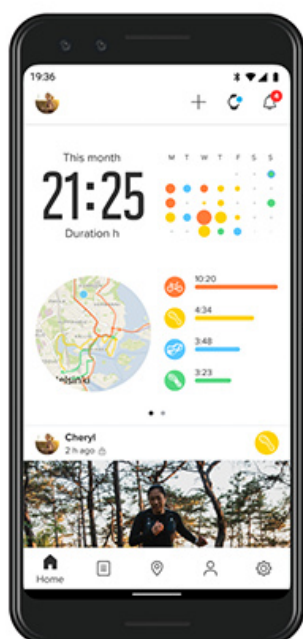 19:36
4
This month
21:25
Duration h
M T W T F S S
10:20
4:34
3:48
3:23
Helsinki
Cheryl
2 h ago
Home